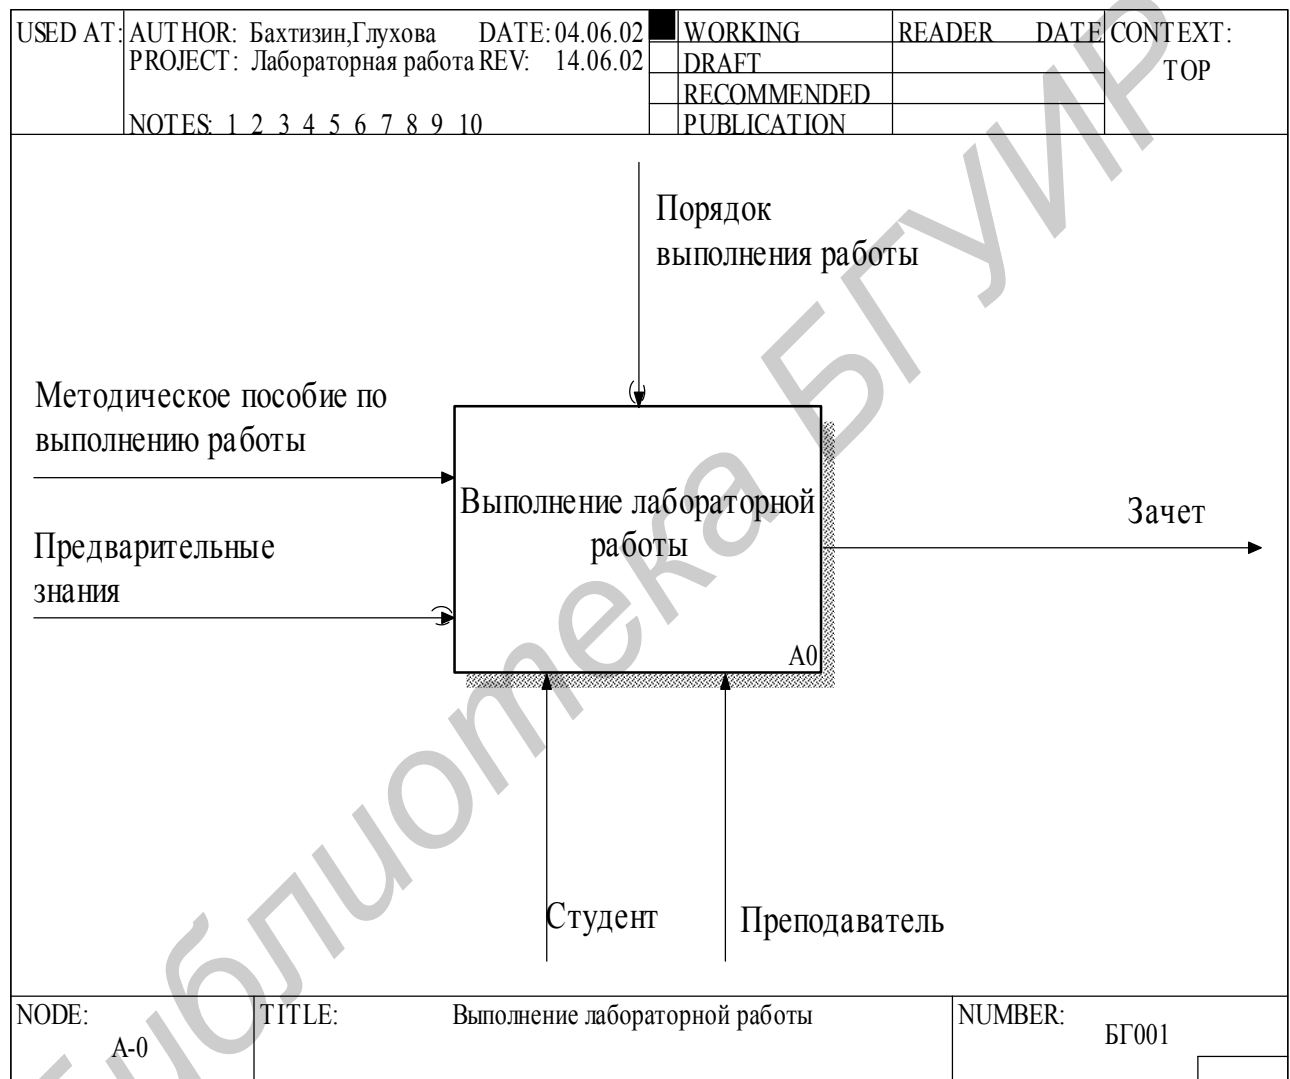 USED AT: AUTHOR: Бахтизин,Глухова DATE: 04.06.02 WORKING READER DATE CONTEXT:
PROJECT: Лабораторная работа REV: 14.06.02 DRAFT TOP
RECOMMENDED
NOTES: 1 2 3 4 5 6 7 8 9 10 PUBLICATION
Порядок
выполнения работы
Методическое пособие по
выполнению работы
Выполнение лабораторной
работы
Зачет
Предварительные
знания
A0
Студент
Преподаватель
NODE: TITLE: Выполнение лабораторной работы NUMBER:
A-0 БГ001
библиотека БГУИР